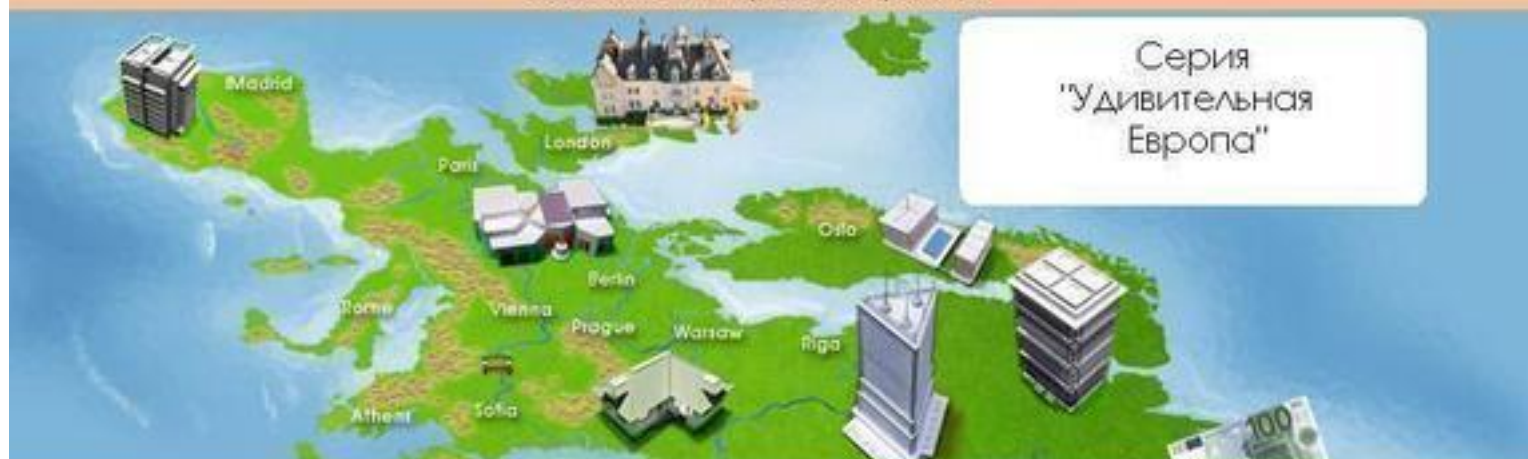 Серия
"Удивительная
Европа"
Madrid
London
Paris
Oslo
Berlin
Rome
Vienna
Prague
Warsaw
Riga
Athens
Sofia
100